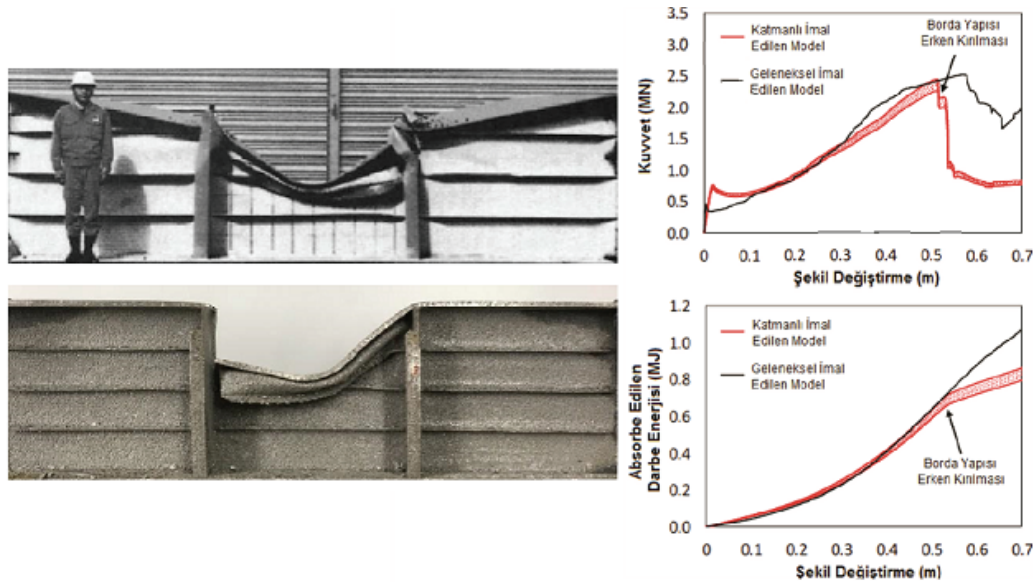 3.5
3.0
2.5
2.0
1.5
1.0
0.5
0.0
Kuvvet (MN)
Katmanlı İmal
Edilen Model
Geleneksel İmal
Edilen Model
Borda Yapısı
Erken Kırılması
0 0.1 0.2 0.3 0.4 0.5 0.6 0.7
Şekil Değiştirme (m)
1.2
1.0
0.8
0.6
0.4
0.2
0.0
Absorbe Edilen
Darbe Enerjisi (MJ)
Katmanlı İmal
Edilen Model
Geleneksel İmal
Edilen Model
Borda Yapısı
Erken Kırılması
0 0.1 0.2 0.3 0.4 0.5 0.6 0.7
Şekil Değiştirme (m)